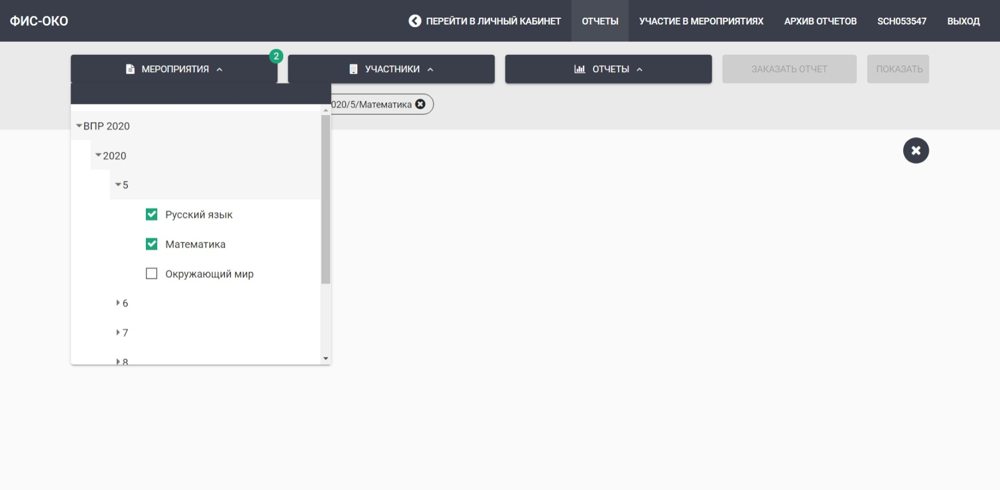 ФИС-ОКО
ПЕРЕЙТИ В ЛИЧНЫЙ КАБИНЕТ
ОТЧЕТЫ
УЧАСТИЕ В МЕРОПРИЯТИЯХ
АРХИВ ОТЧЕТОВ
SCH053547
ВЫХОД
МЕРОПРИЯТИЯ
2
УЧАСТНИКИ
ОТЧЕТЫ
ЗАКАЗАТЬ ОТЧЕТ
ПОКАЗАТЬ
020/5/Математика
ВПР 2020
2020
5
Русский язык
Математика
Окружающий мир
6
7
8